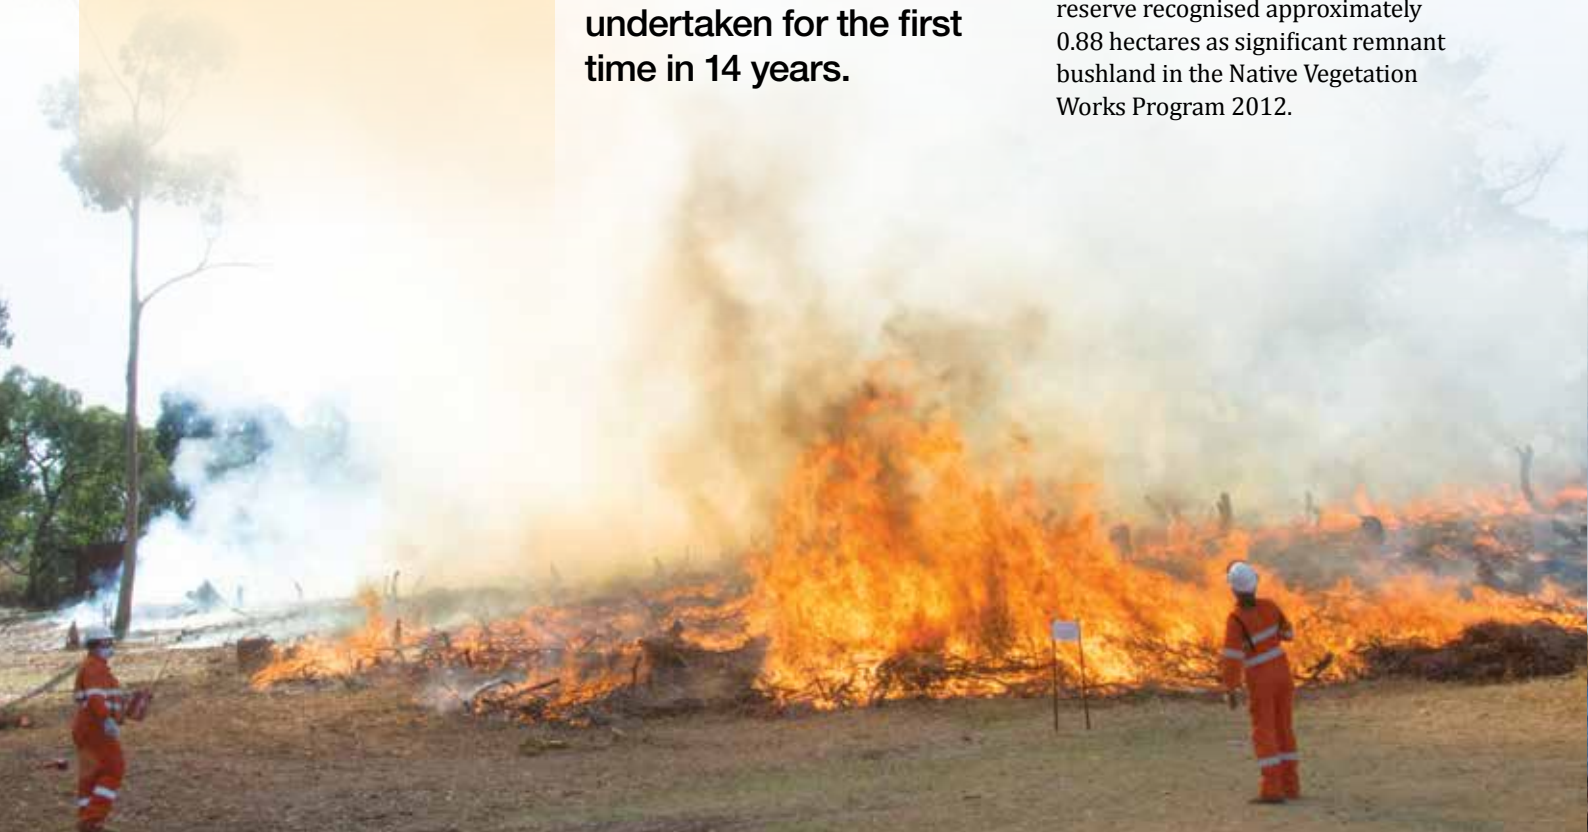 undertaken for the first
time in 14 years.
reserve recognised approximately
0.88 hectares as significant remnant
bushland in the Native Vegetation
Works Program 2012.